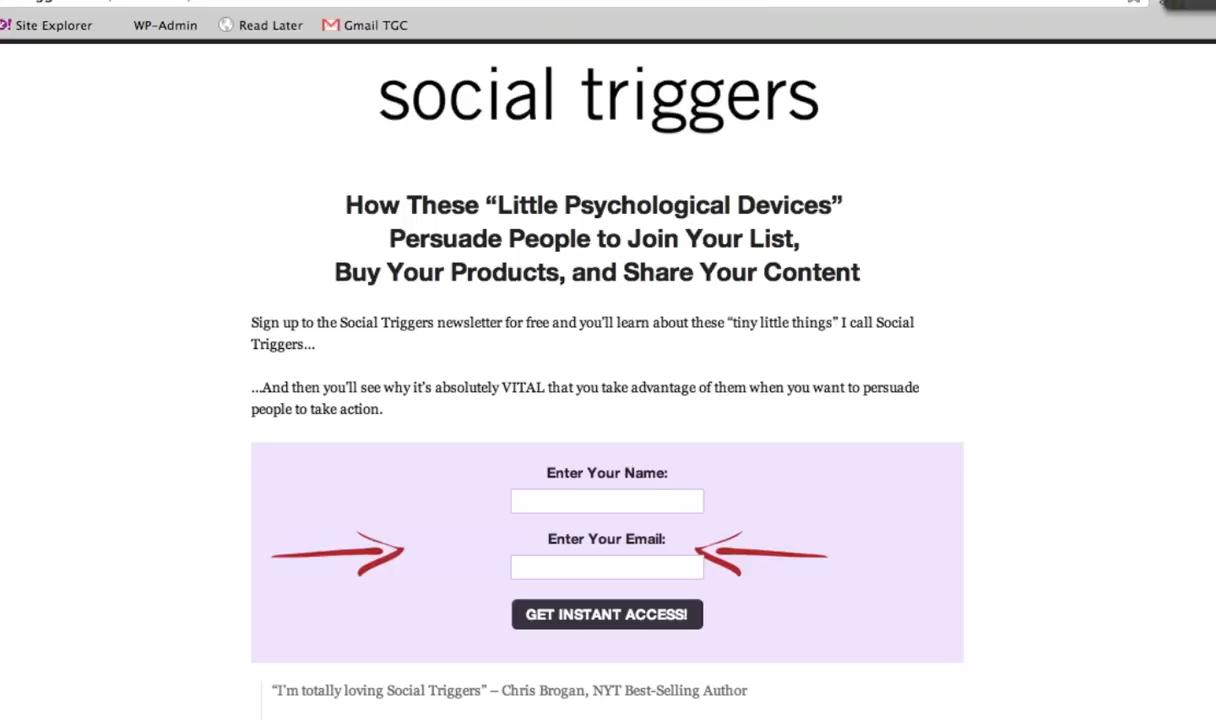 Site Explorer WP-Admin Read Later Gmail TGC
social triggers
How These “Little Psychological Devices”
Persuade People to Join Your List,
Buy Your Products, and Share Your Content
Sign up to the Social Triggers newsletter for free and you’ll learn about these “tiny little things” I call Social
Triggers…
…And then you’ll see why it’s absolutely VITAL that you take advantage of them when you want to persuade
people to take action.
Enter Your Name:
Enter Your Email:
GET INSTANT ACCESS!
“I’m totally loving Social Triggers” – Chris Brogan, NYT Best-Selling Author